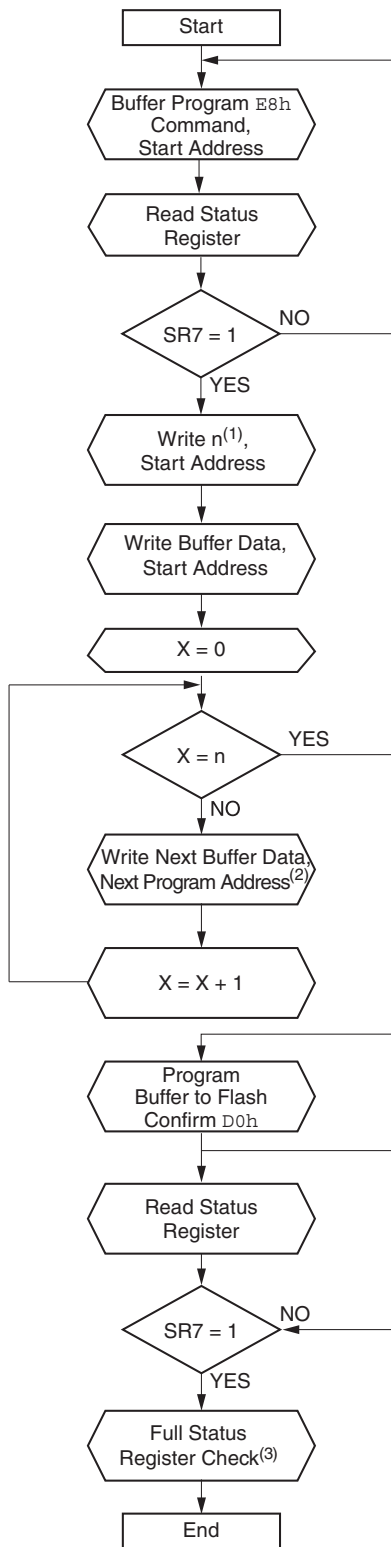 Start
Buffer Program E8h
Command,
Start Address
Read Status
Register
SR7 = 1
NO
YES
Write n(1),
Start Address
Write Buffer Data,
Start Address
X = 0
X = n
YES
NO
Write Next Buffer Data,
Next Program Address(2)
X = X + 1
Program
Buffer to Flash
Confirm D0h
Read Status
Register
SR7 = 1
NO
YES
Full Status
Register Check(3)
End